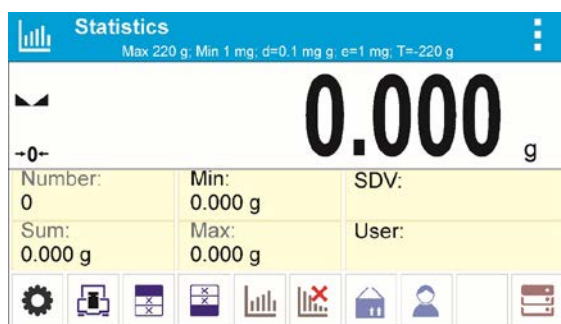 Statistics
Max 220 g; Min 1 mg; d=0.1 mg g; e=1 mg; T=-220 g
0.000 g
→0←
Number: Min: SDV:
0 0.000 g
Sum: Max: User:
0.000 g 0.000 g